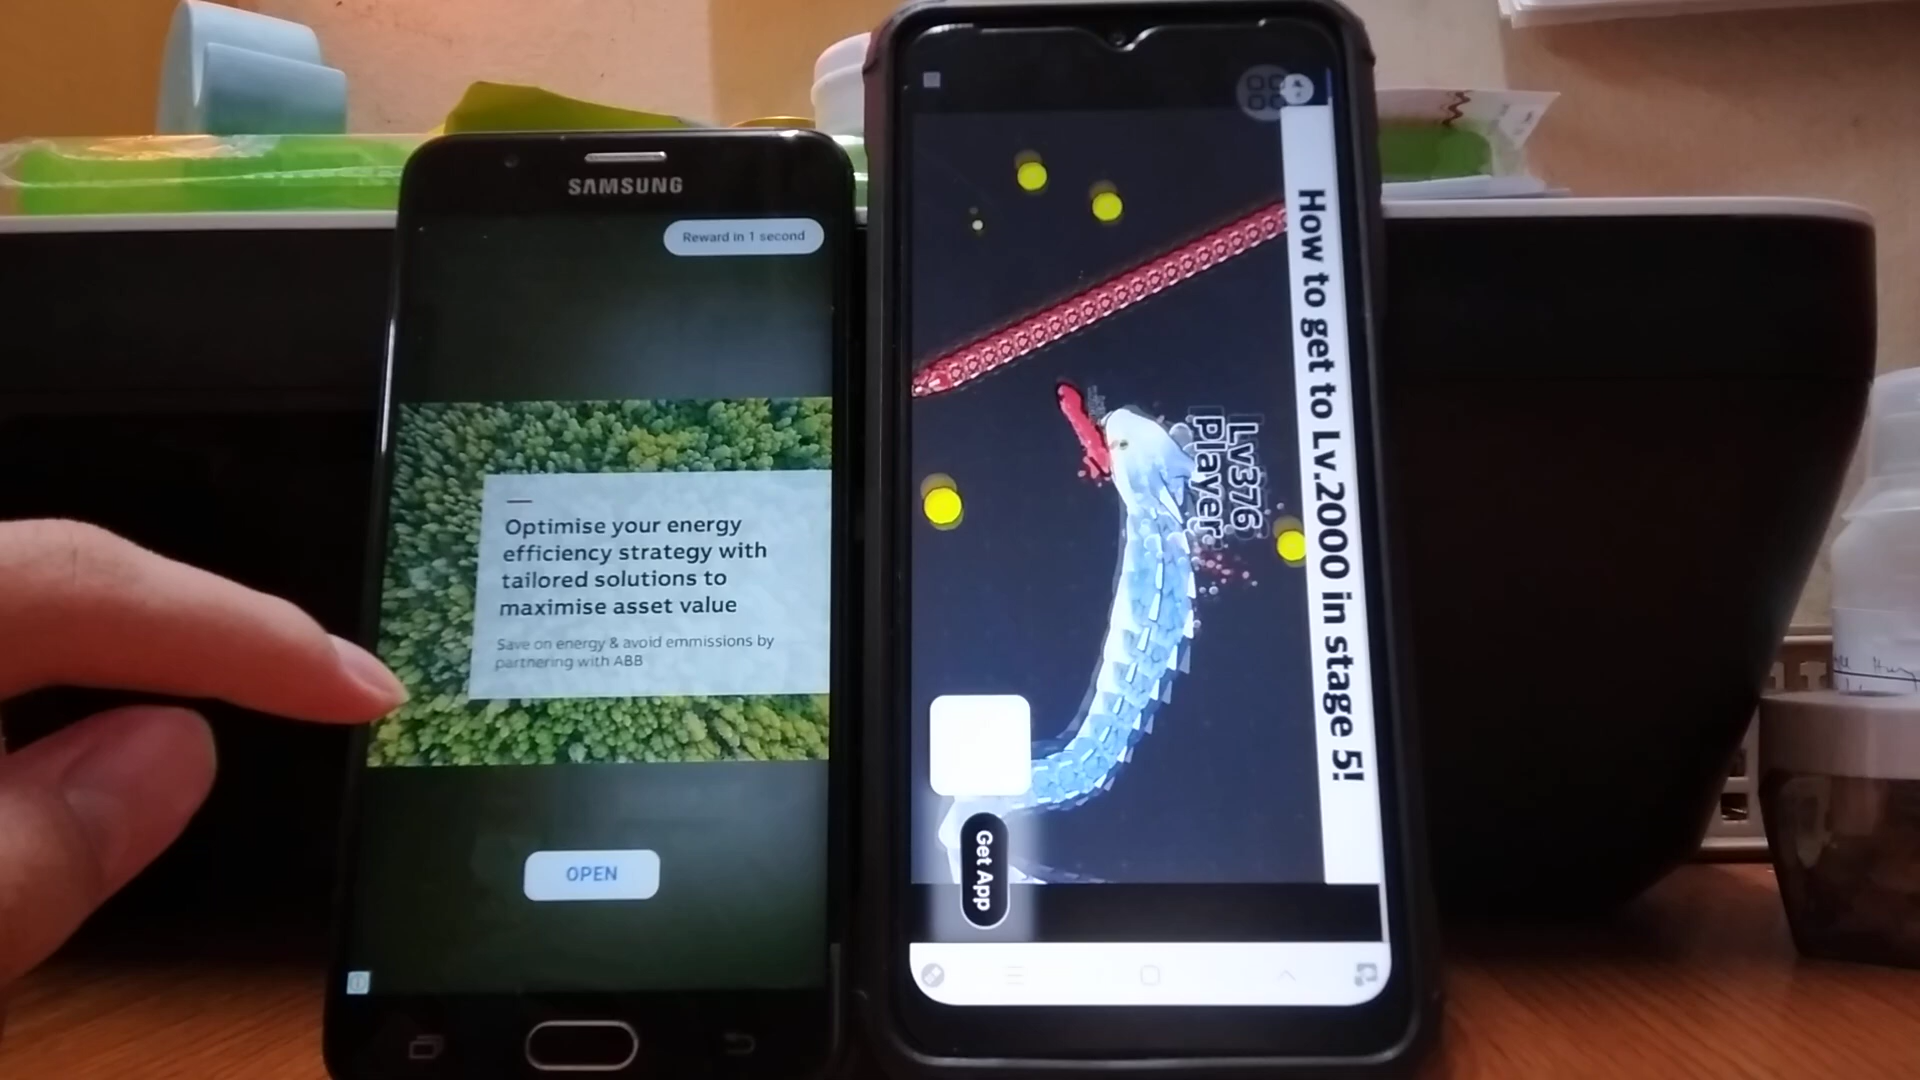 SAMSUNG
Reward in 1 second
Optimise your energy
efficiency strategy with
tailored solutions to
maximise asset value
Save on energy & avoid emmissions by
partnering with ABB
OPEN
How to get to Lv.2000 in stage 5!
Lv376
Player
Get App